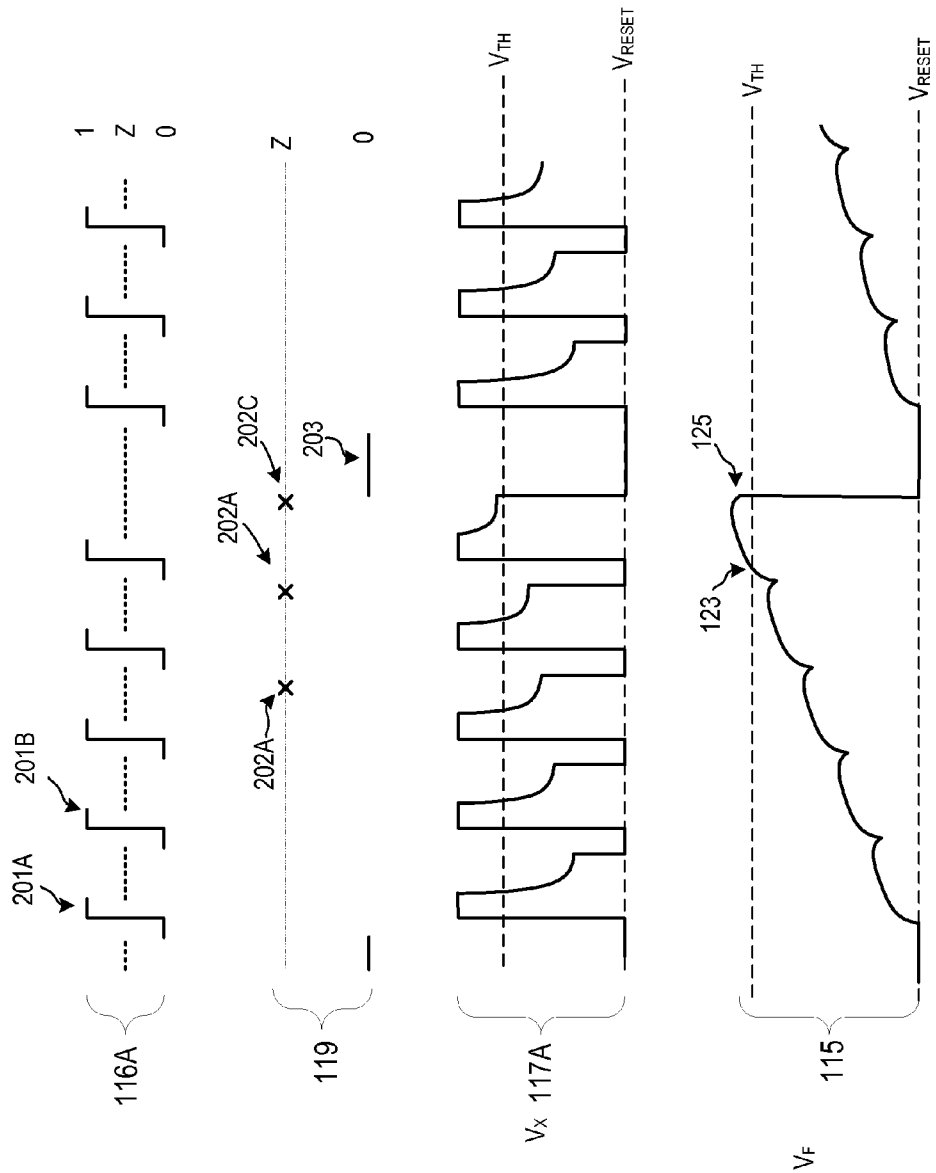 201A
201B
1
Z
0
116A
202A
202A
202C
203
Z
0
119
V_TH
V_RESET
V_X 117A
123
125
V_TH
V_RESET
115
V_F